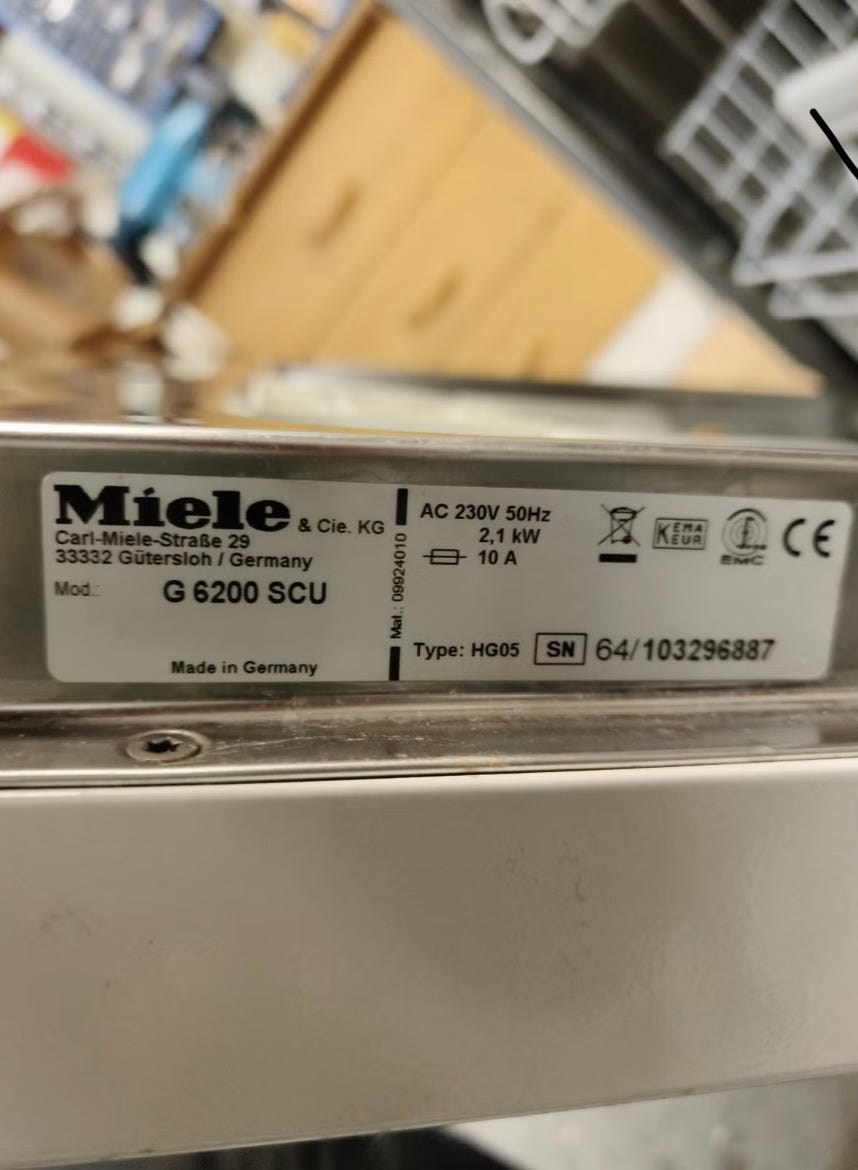 Miele & Cie. KG
Carl-Miele-Straße 29
33332 Gütersloh / Germany
Mod.: G 6200 SCU
Made in Germany
Mat.: 09924010
AC 230V 50Hz
2,1 kW
10 A
Type: HG05 SN 64/103296887
KEMA
EUR
EMC
CE